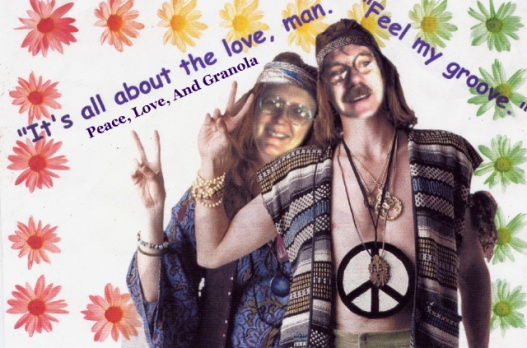 "It's all about the love, man.
"Feel my groove."
Peace, Love, And Granola